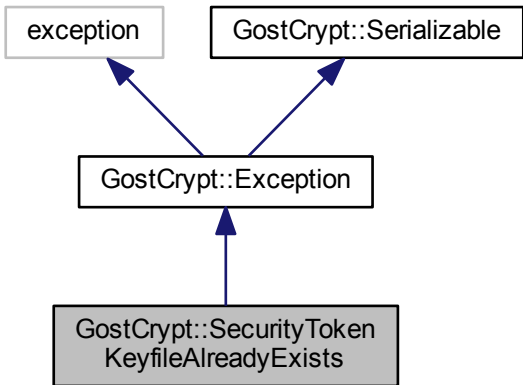 exception
GostCrypt::Serializable
GostCrypt::Exception
GostCrypt::SecurityToken
KeyfileAlreadyExists